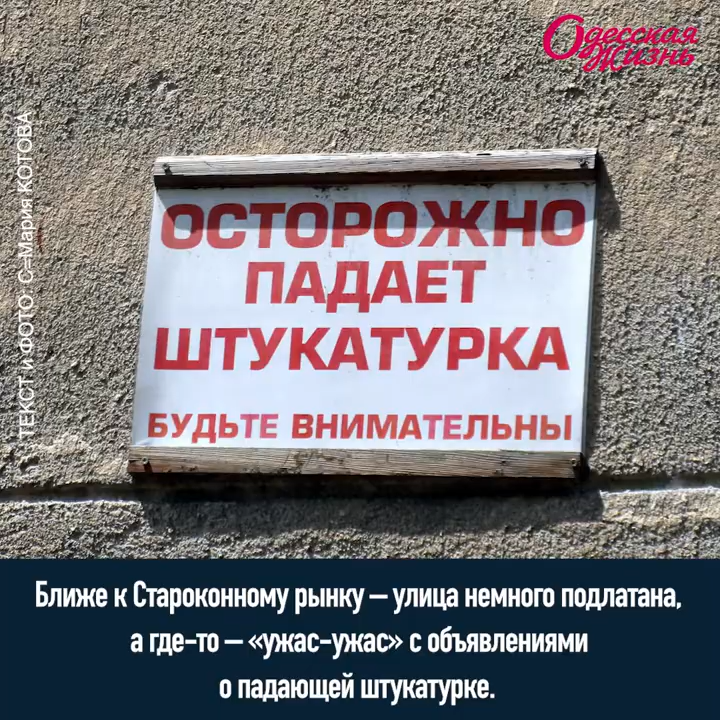 Одесская
Жизнь
ТЕКСТ и ФОТО: С=Мария КОТОВА
ОСТОРОЖНО
ПАДАЕТ
ШТУКАТУРКА
БУДЬТЕ ВНИМАТЕЛЬНЫ
Ближе к Староконному рынку – улица немного подлатана,
а где-то – «ужас-ужас» с объявлениями
о падающей штукатурке.